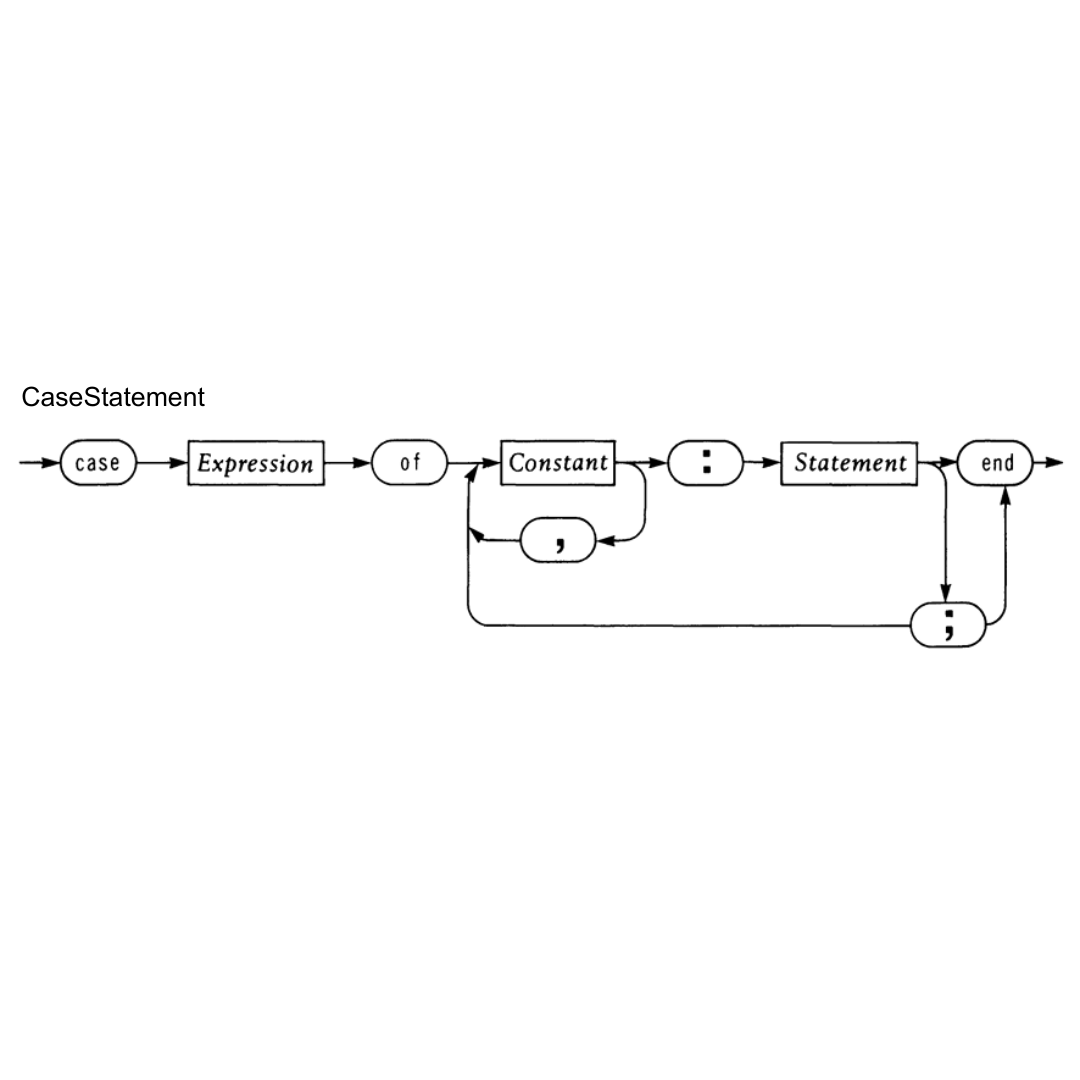 CaseStatement
case Expression of Constant : Statement end
,
;